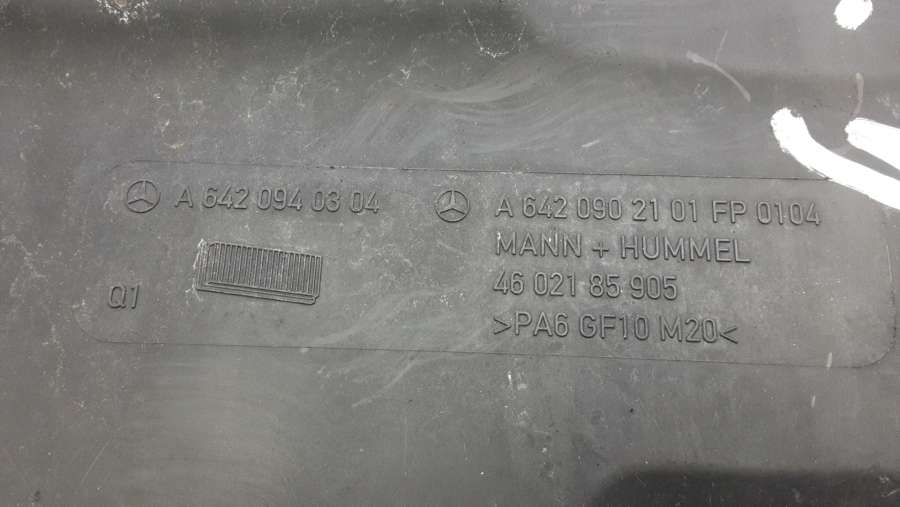 A 642 094 03 04
Q1
A 642 090 21 01 FP 0104
MANN + HUMMEL
46 021 85 905
>PA6 GF10 M20<